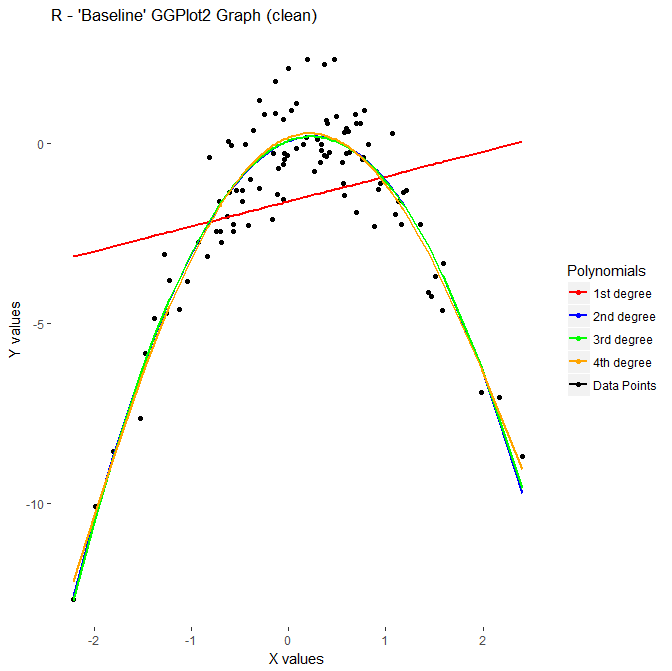 R - 'Baseline' GGPlot2 Graph (clean)
0
-5
-10
Y values
-2
-1
0
1
2
X values
Polynomials
1st degree
2nd degree
3rd degree
4th degree
Data Points